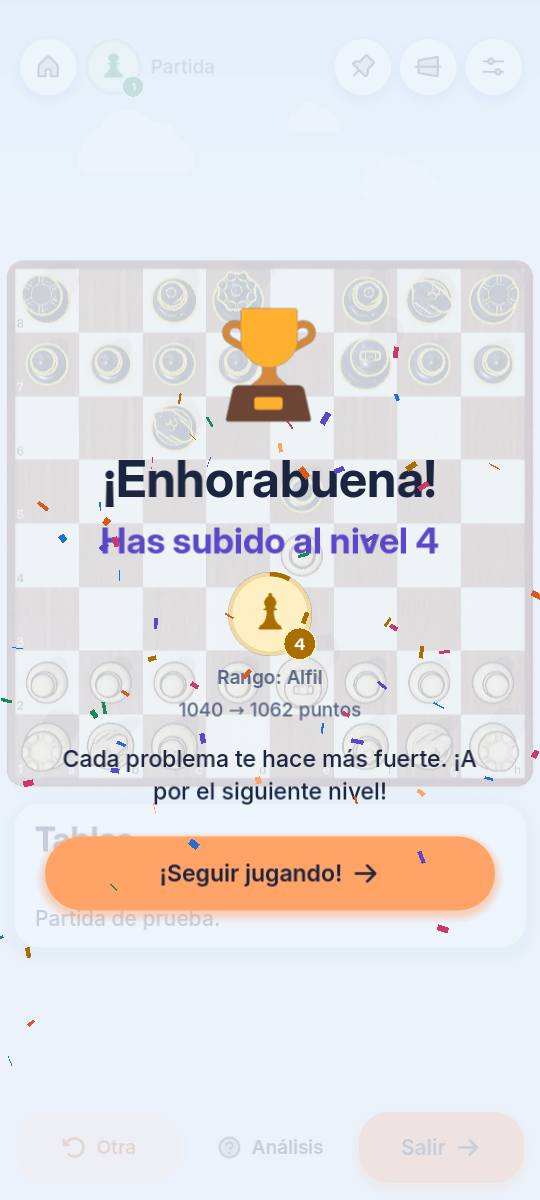 Partida
1
8
7
6
5
4
3
2
¡Enhorabuena!
Has subido al nivel 4
4
Rango: Alfil
1040 → 1062 puntos
Cada problema te hace más fuerte. ¡A
por el siguiente nivel!
Tablas
¡Seguir jugando! →
Partida de prueba.
Otra
Análisis
Salir →